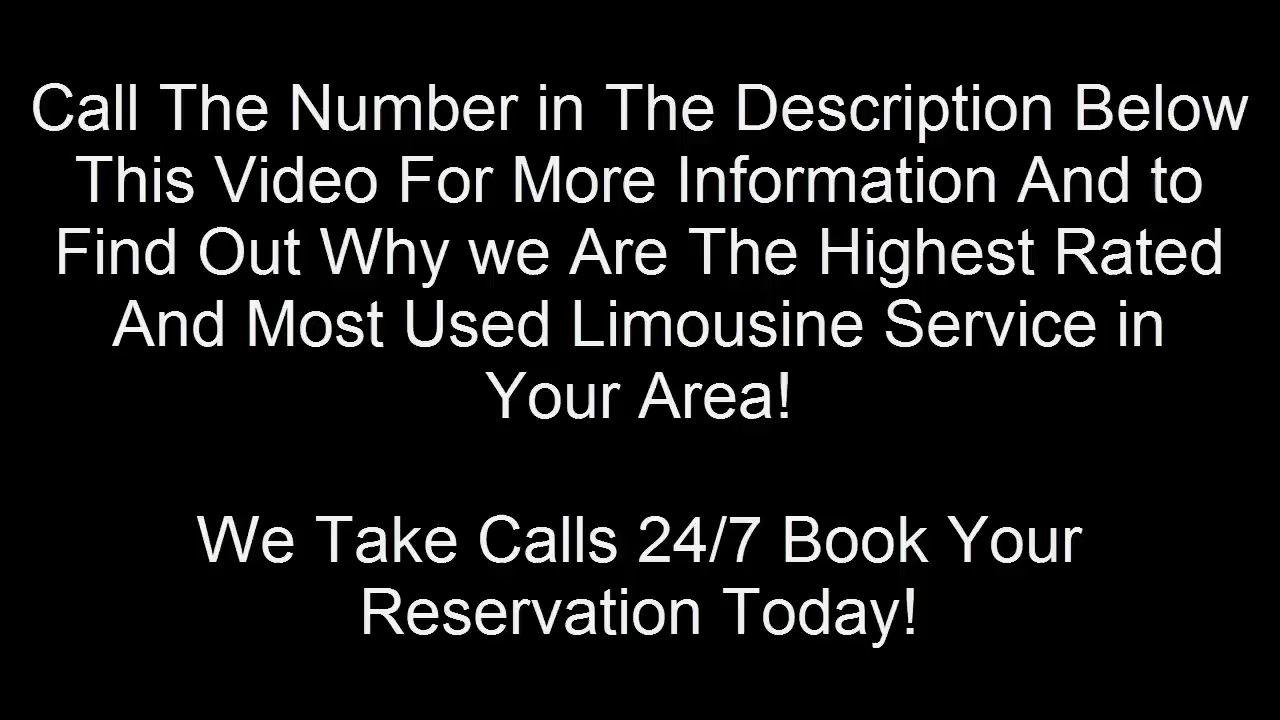 Call The Number in The Description Below
This Video For More Information And to
Find Out Why we Are The Highest Rated
And Most Used Limousine Service in
Your Area!
We Take Calls 24/7 Book Your
Reservation Today!